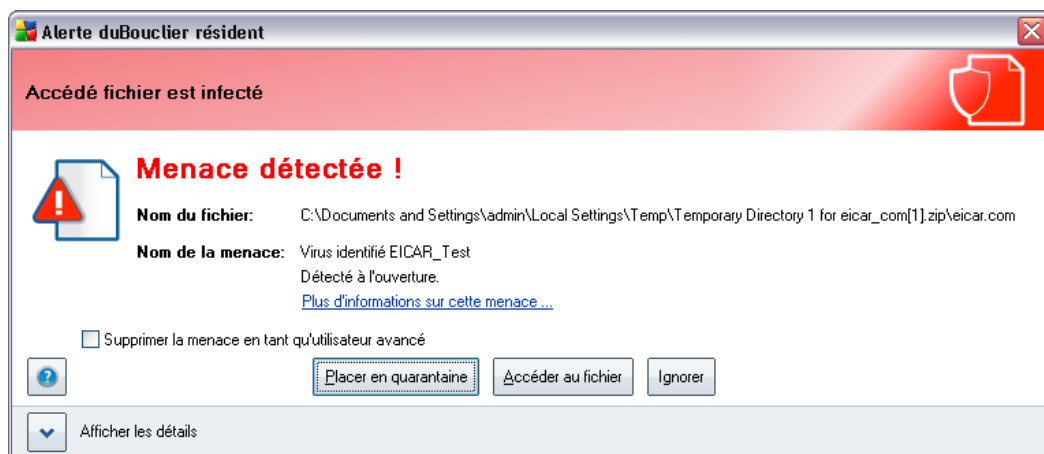 Alerte duBouclier résident
Accédé fichier est infecté
Menace détectée !
Nom du fichier: C:\Documents and Settings\admin\Local Settings\Temp\Temporary Directory 1 for eicar_com[1].zip\eicar.com
Nom de la menace: Virus identifié EICAR_Test
Détecté à l'ouverture.
Plus d'informations sur cette menace ...
Supprimer la menace en tant qu'utilisateur avancé
? Placer en quarantaine Accéder au fichier Ignorer
Afficher les détails